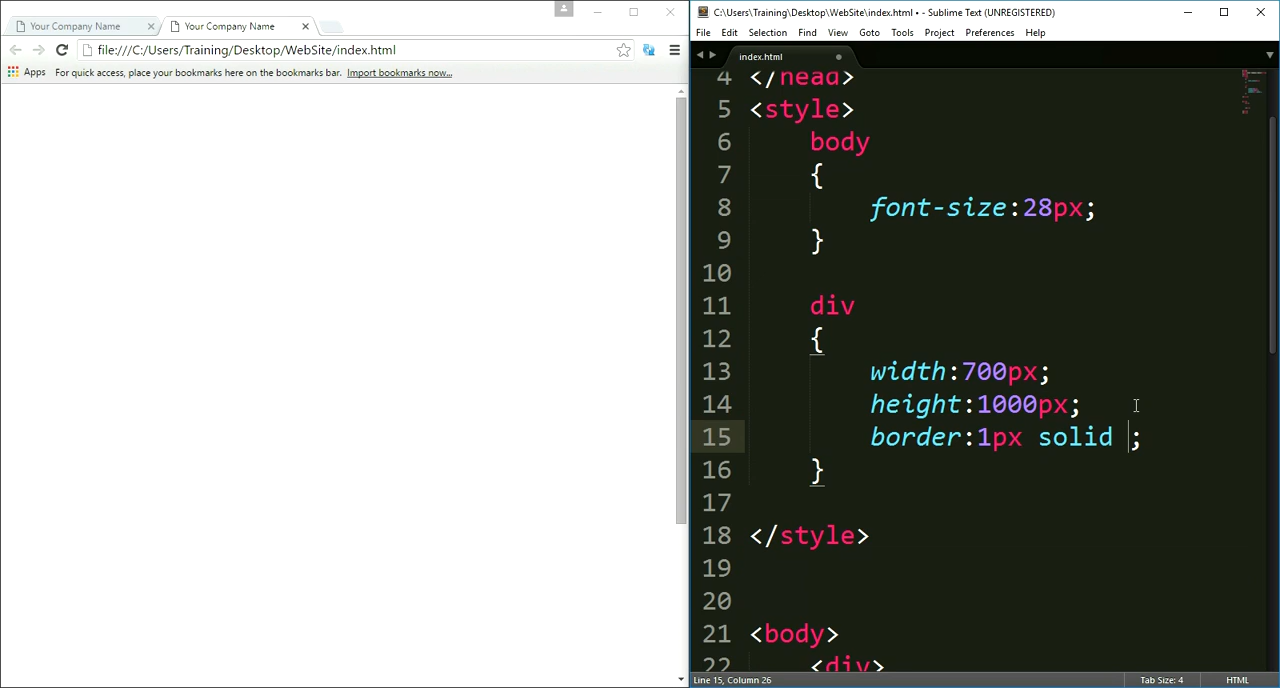 Your Company Name
Your Company Name
file:///C:/Users/Training/Desktop/WebSite/index.html
Apps For quick access, place your bookmarks here on the bookmarks bar. Import bookmarks now...
C:\Users\Training\Desktop\WebSite\index.html • - Sublime Text (UNREGISTERED)
File Edit Selection Find View Goto Tools Project Preferences Help
index.html
4 </head>
5 <style>
6 body
7 {
8 font-size:28px;
9 }
10
11 div
12 {
13 width:700px;
14 height:1000px;
15 border:1px solid ;
16 }
17
18 </style>
19
20
21 <body>
22 <div>
Line 15, Column 26 Tab Size: 4 HTML